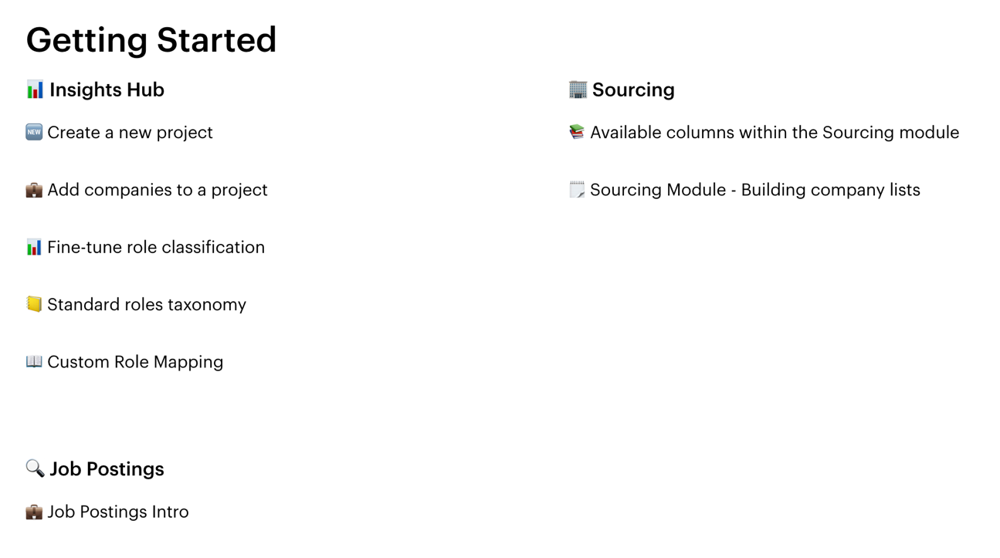 Getting Started
📊 Insights Hub
🆕 Create a new project
💼 Add companies to a project
📊 Fine-tune role classification
📒 Standard roles taxonomy
📖 Custom Role Mapping
🏢 Sourcing
📚 Available columns within the Sourcing module
🗒️ Sourcing Module - Building company lists
🔍 Job Postings
💼 Job Postings Intro